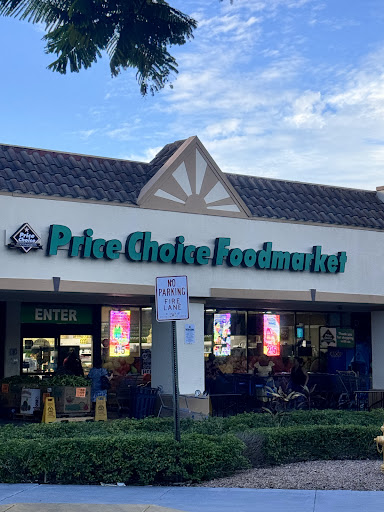 Price Choice Foodmarket
Price Choice
ENTER
NO
PARKING
FIRE
LANE